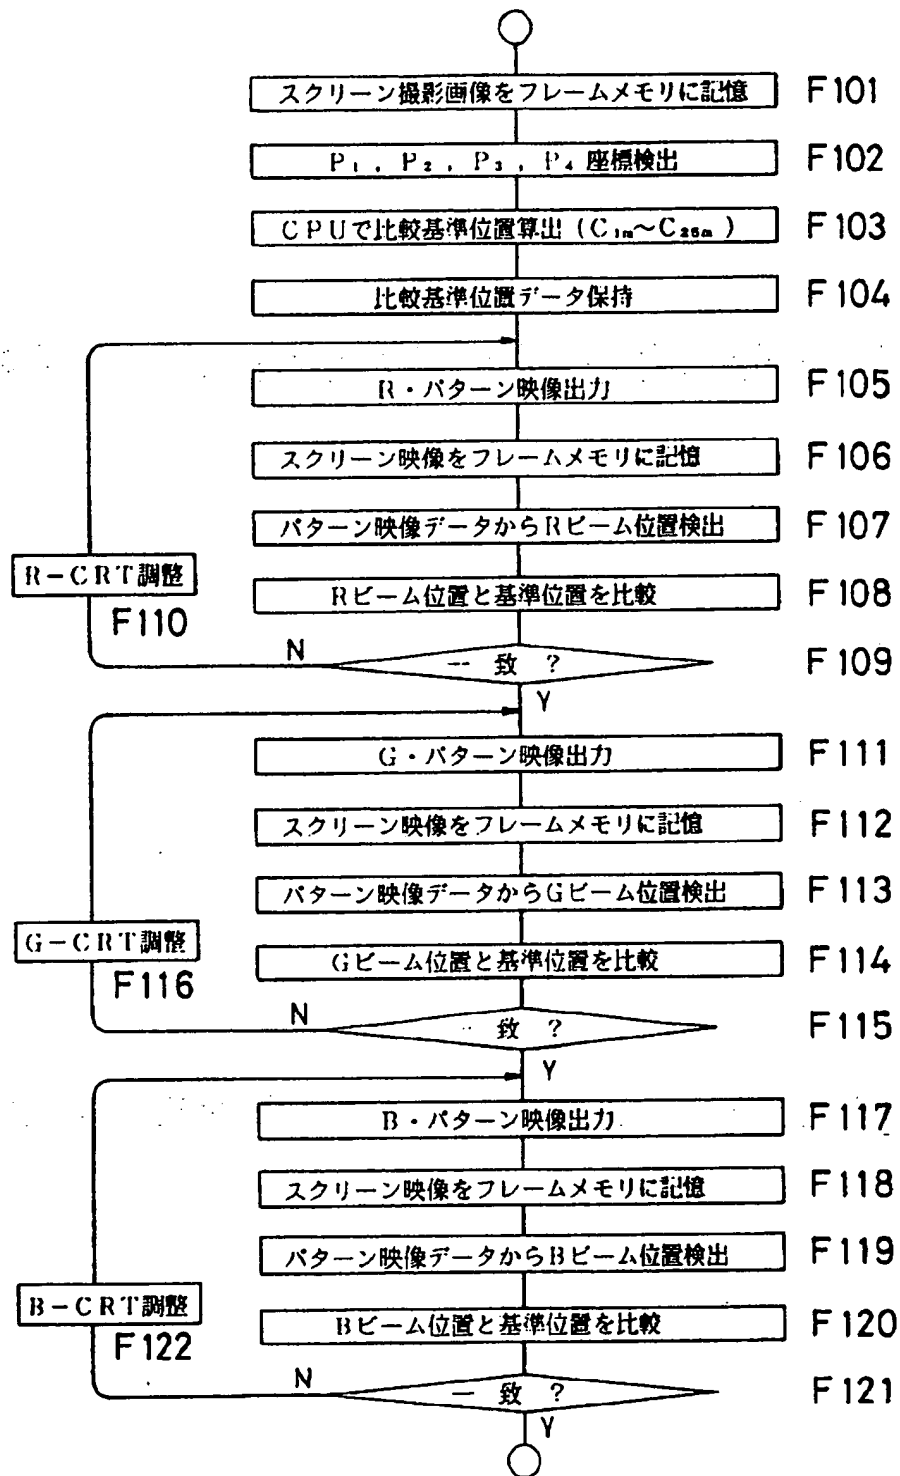 スクリーン撮影画像をフレームメモリに記憶 F101
P₁, P₂, P₃, P₄ 座標検出 F102
CPUで比較基準位置算出 (C₁ₘ~C₂₅ₘ) F103
比較基準位置データ保持 F104
R・パターン映像出力 F105
スクリーン映像をフレームメモリに記憶 F106
パターン映像データからRビーム位置検出 F107
R-CRT調整
F110
Rビーム位置と基準位置を比較 F108
N
一致? F109
Y
G・パターン映像出力 F111
スクリーン映像をフレームメモリに記憶 F112
パターン映像データからGビーム位置検出 F113
G-CRT調整
F116
Gビーム位置と基準位置を比較 F114
N
一致? F115
Y
B・パターン映像出力 F117
スクリーン映像をフレームメモリに記憶 F118
パターン映像データからBビーム位置検出 F119
B-CRT調整
F122
Bビーム位置と基準位置を比較 F120
N
一致? F121
Y